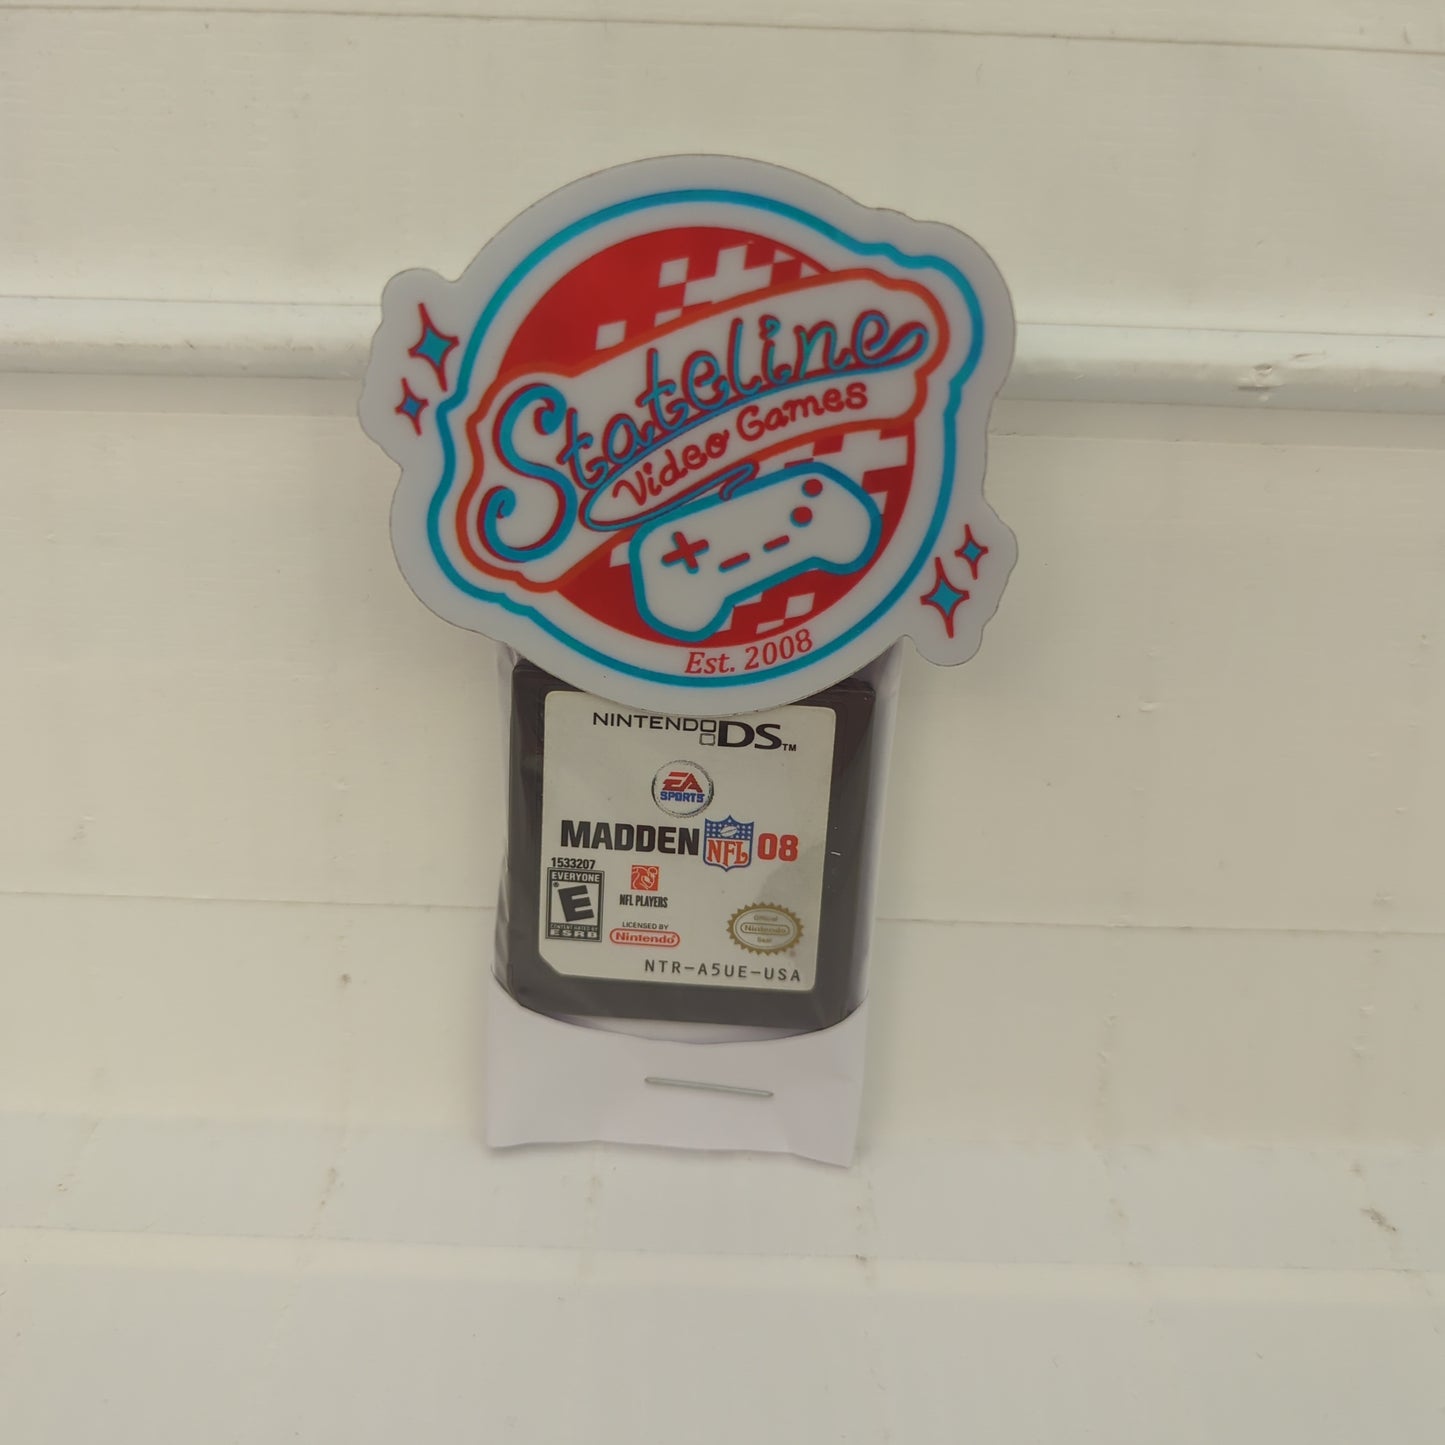 Stateline
Video Games
Est. 2008
NINTENDO DS™
EA
SPORTS
MADDEN NFL 08
1533207
EVERYONE
E
CONTENT RATED BY
ESRB
NFL PLAYERS
LICENSED BY
Nintendo
Official
Nintendo
Seal
NTR-A5UE-USA